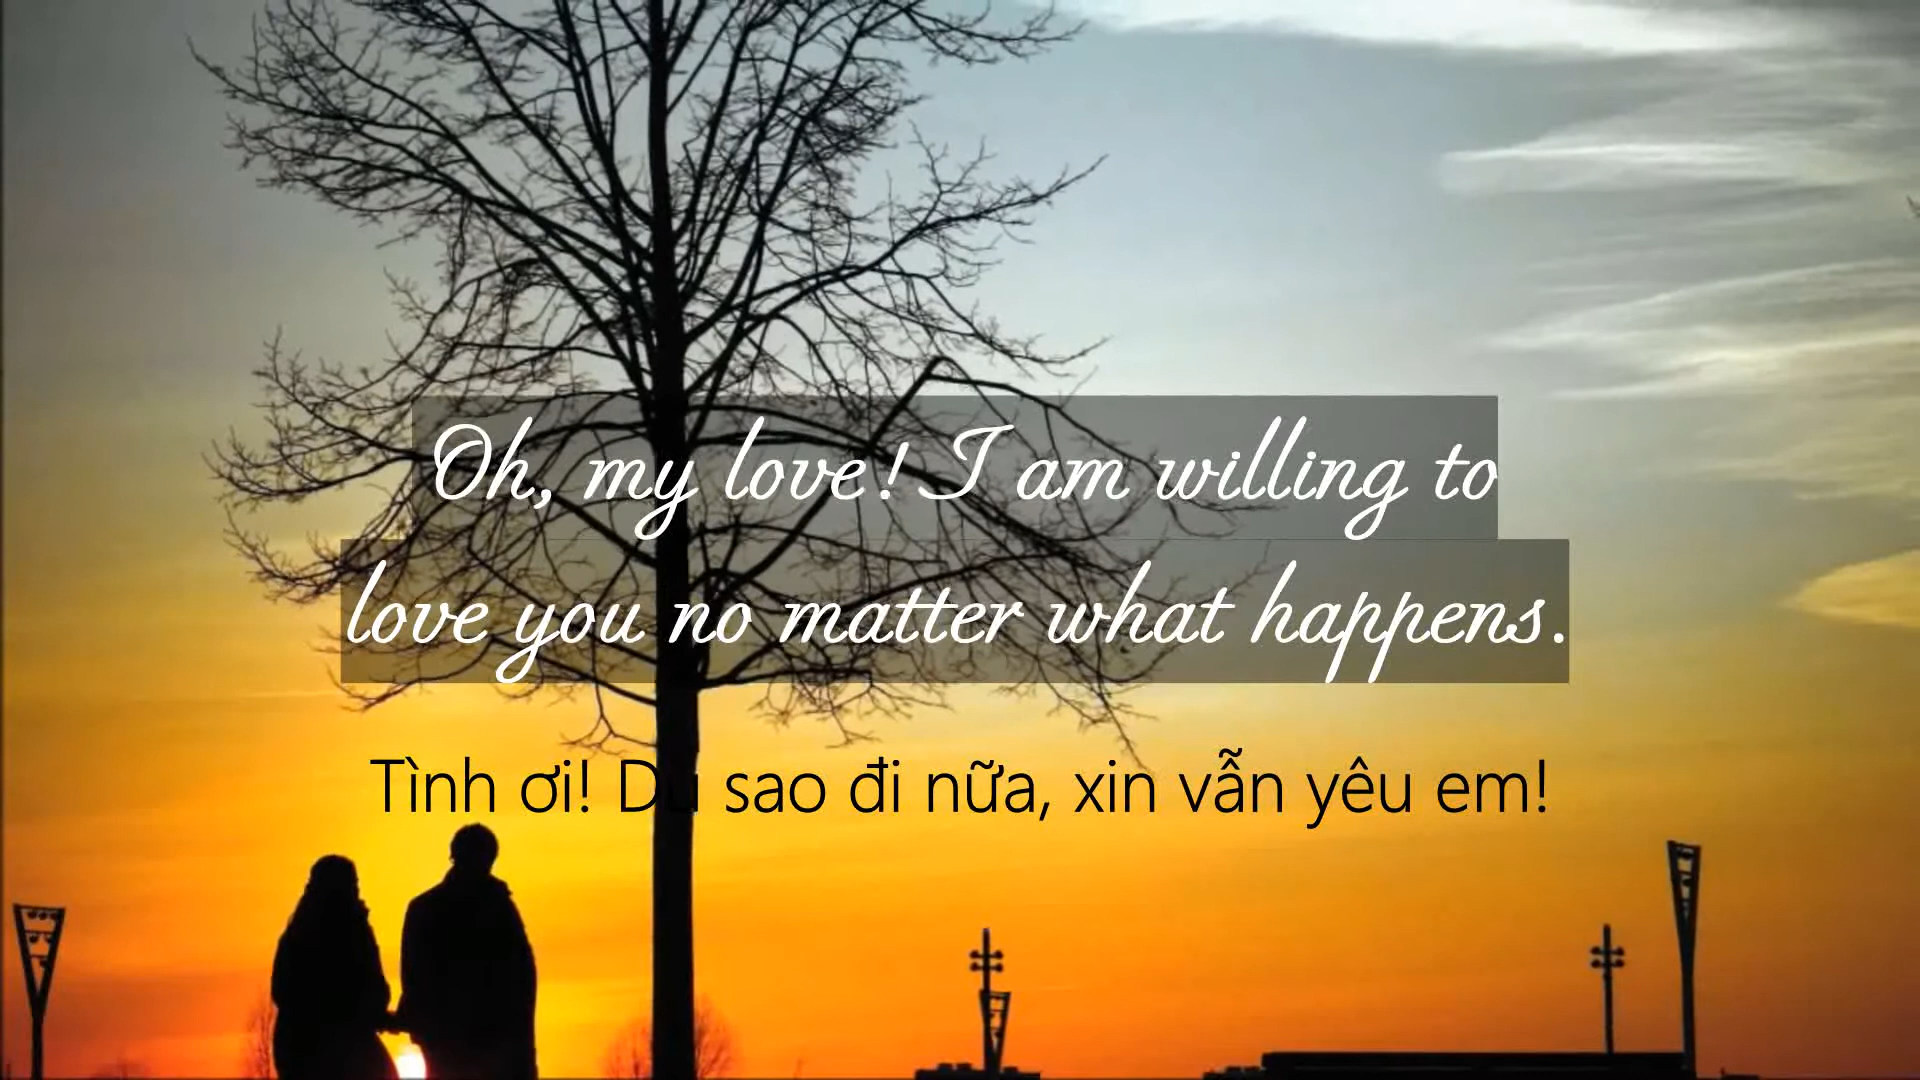 Oh, my love! I am willing to
love you no matter what happens.
Tình ơi! Dù sao đi nữa, xin vẫn yêu em!